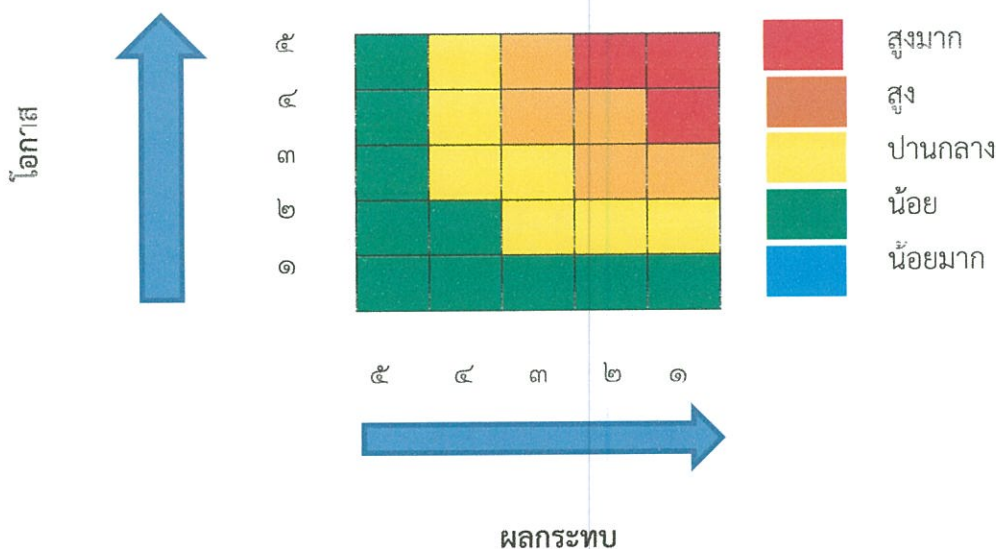 โอกาส
๕
๔
๓
๒
๑
สูงมาก
สูง
ปานกลาง
น้อย
น้อยมาก
๕ ๔ ๓ ๒ ๑
ผลกระทบ